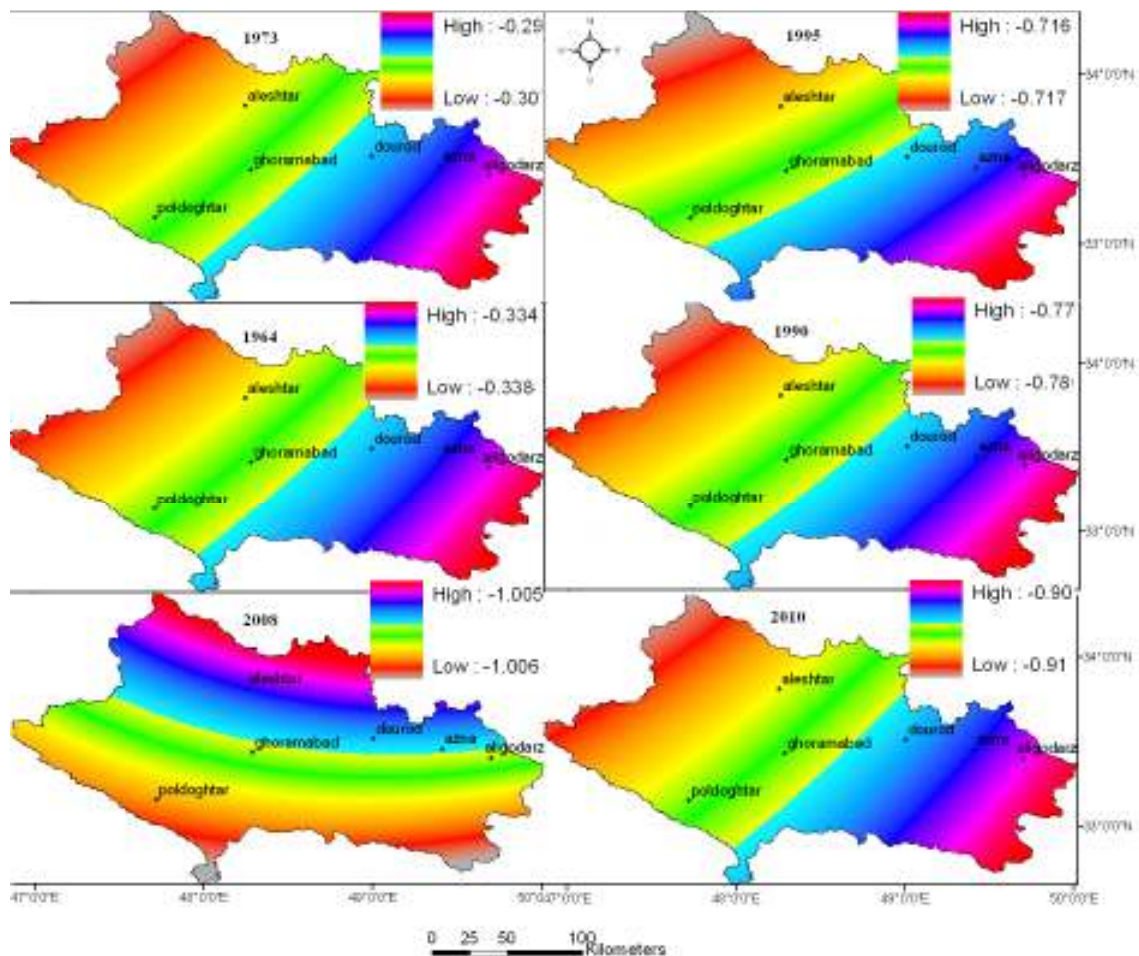 1973
High : -0.29
Low : -0.30
aleshtar
ghoramabad
douroid
azna
aligodarz
poldoghtar
1995
High : -0.716
Low : -0.717
aleshtar
ghoramabad
douroid
azna
aligodarz
poldoghtar
34°0'0"N
33°0'0"N
1964
High : -0.334
Low : -0.338
aleshtar
ghoramabad
douroid
azna
aligodarz
poldoghtar
1990
High : -0.77
Low : -0.78
aleshtar
ghoramabad
douroid
azna
aligodarz
poldoghtar
34°0'0"N
33°0'0"N
2008
High : -1.005
Low : -1.006
aleshtar
ghoramabad
douroid
azna
aligodarz
poldoghtar
2010
High : -0.90
Low : -0.91
aleshtar
ghoramabad
douroid
azna
aligodarz
poldoghtar
34°0'0"N
33°0'0"N
47°0'0"E 48°0'0"E 49°0'0"E 50°0'0"E 47°0'0"E 48°0'0"E 49°0'0"E 50°0'0"E
0 25 50 100
Kilometers